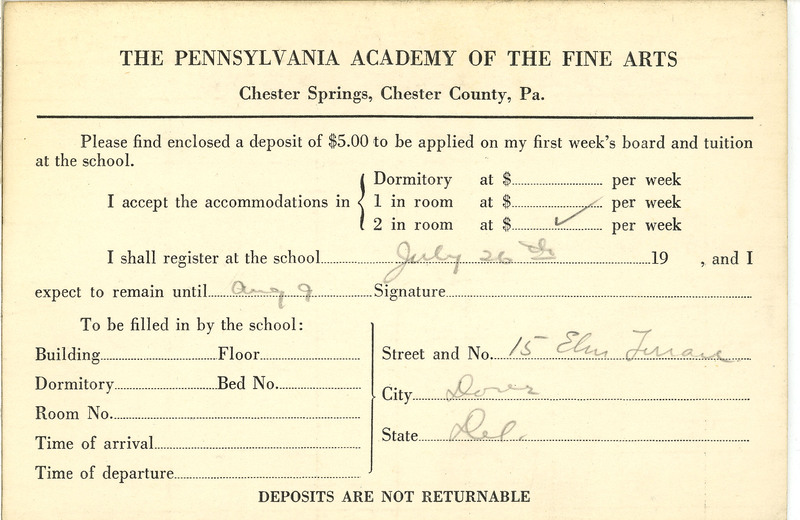 THE PENNSYLVANIA ACADEMY OF THE FINE ARTS
Chester Springs, Chester County, Pa.
Please find enclosed a deposit of $5.00 to be applied on my first week's board and tuition
at the school.
I accept the accommodations in
Dormitory at $ per week
1 in room at $ per week
2 in room at $ ✓ per week
I shall register at the school July 26th 19 , and I
expect to remain until Aug 9 Signature
To be filled in by the school:
Building Floor
Dormitory Bed No.
Room No.
Time of arrival
Time of departure
Street and No. 15 Elm Terrace
City Dover
State Del.
DEPOSITS ARE NOT RETURNABLE